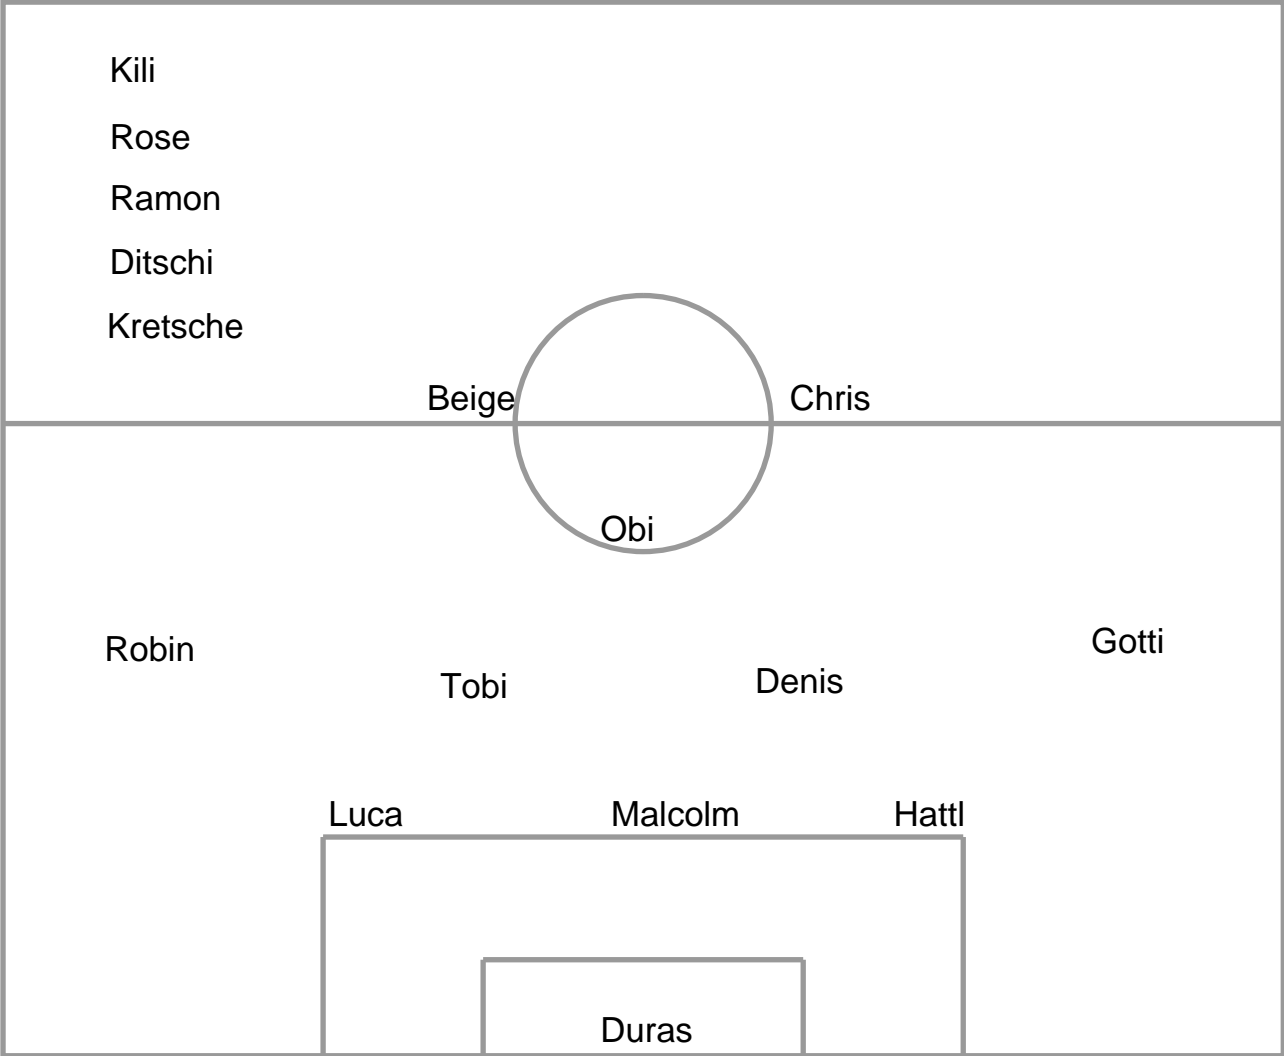 Kili
Rose
Ramon
Ditschi
Kretsche
Beige Chris
Obi
Robin Gotti
Tobi Denis
Luca Malcolm Hattl
Duras